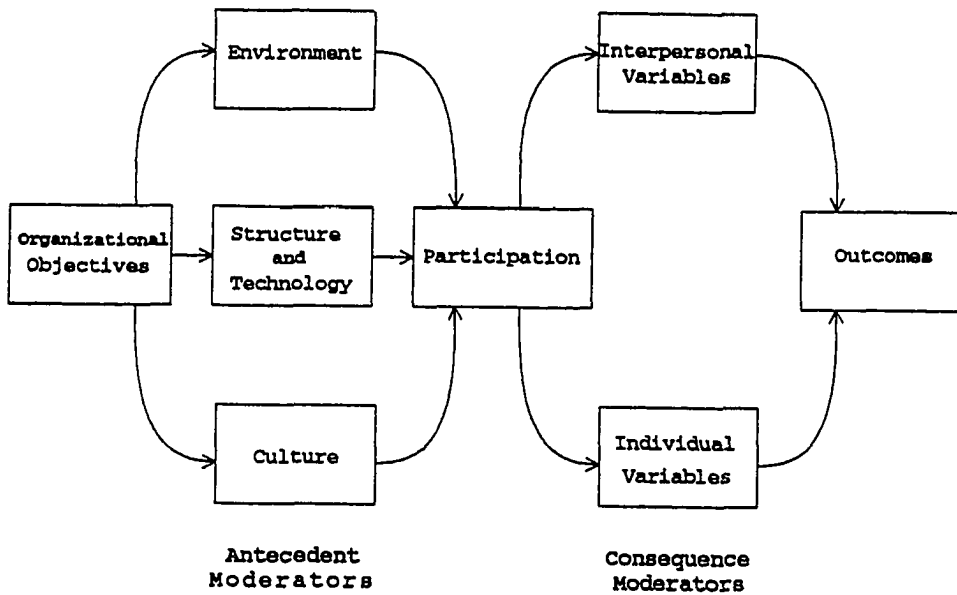 Environment
Interpersonal
Variables
Organizational
Objectives
Structure
and
Technology
Participation
Outcomes
Culture
Individual
Variables
Antecedent
Moderators
Consequence
Moderators